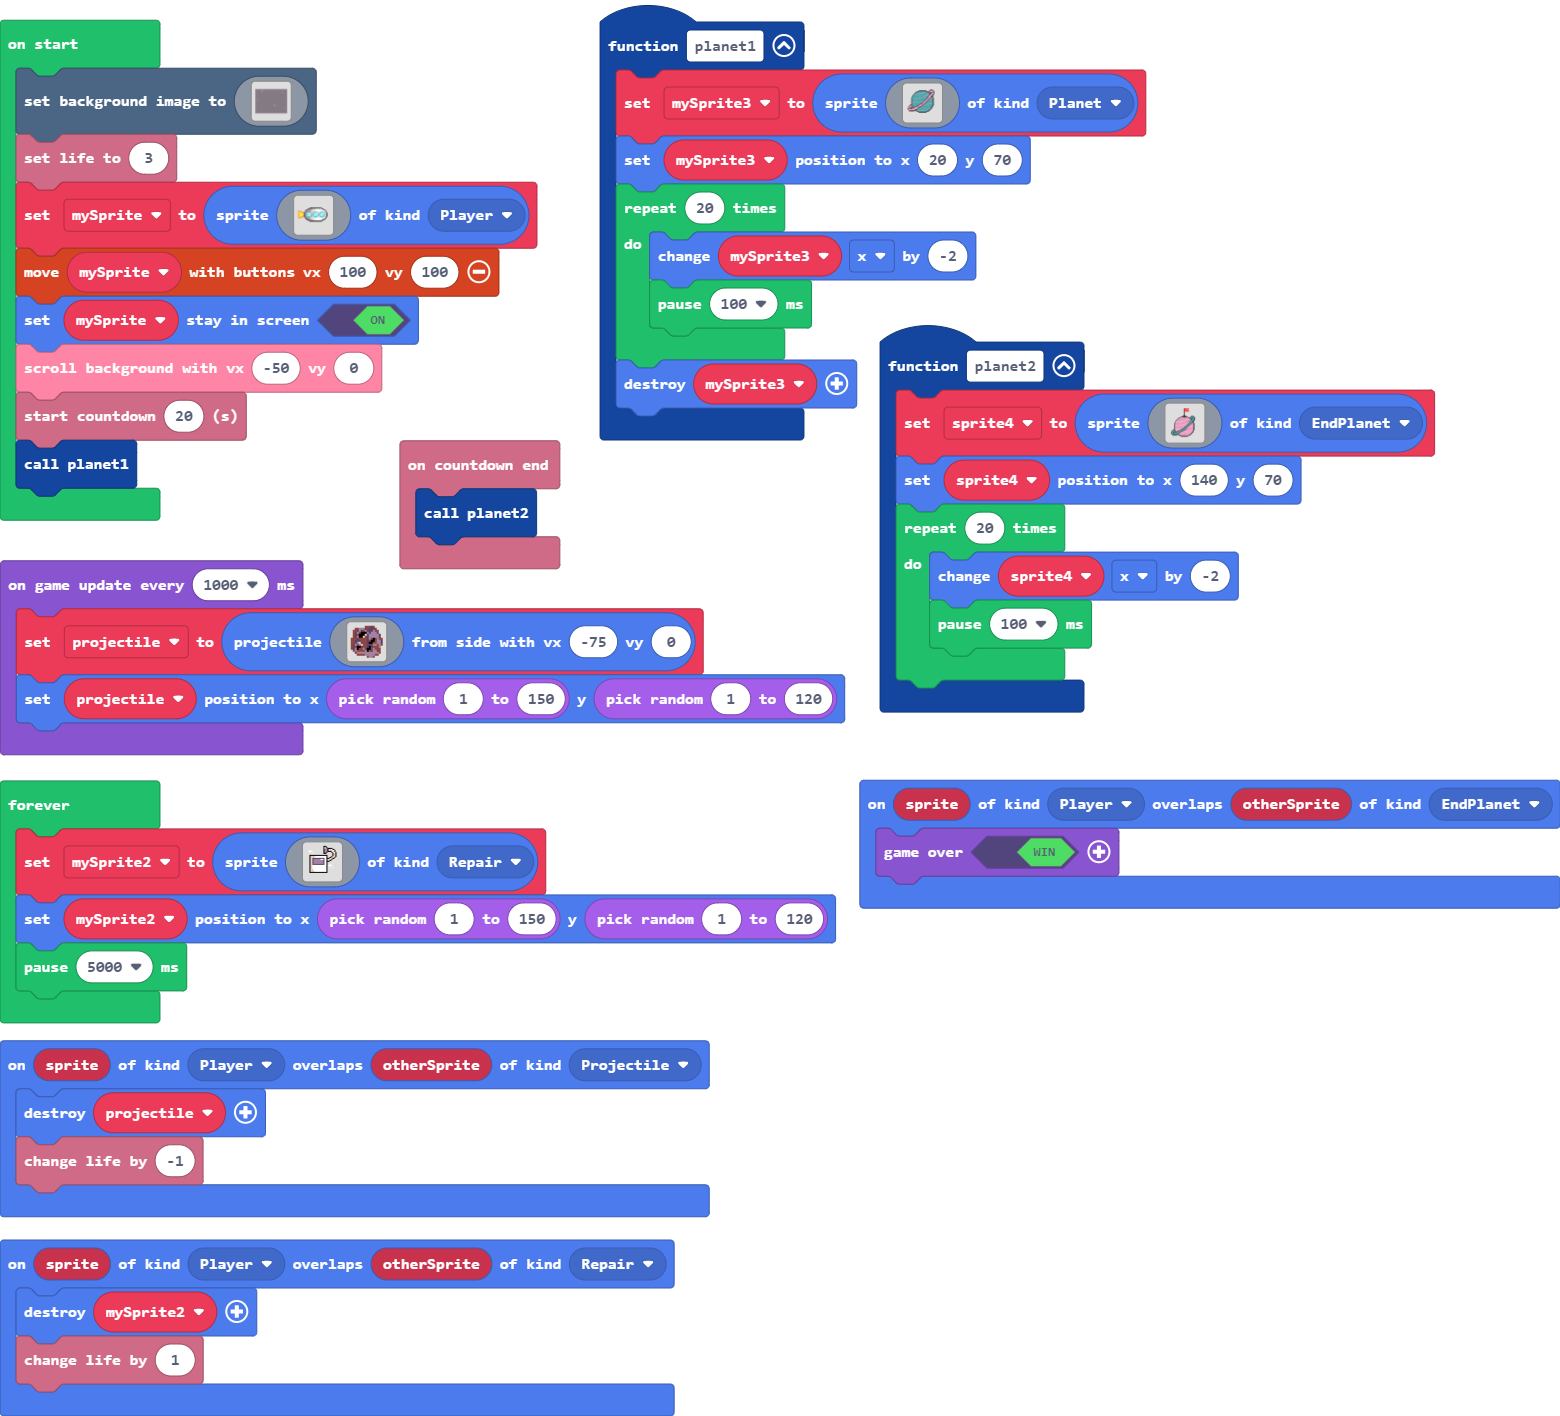 on start
set background image to
set life to 3
set mySprite to sprite of kind Player
move mySprite with buttons vx 100 vy 100
set mySprite stay in screen ON
scroll background with vx -50 vy 0
start countdown 20 (s)
call planet1
on countdown end
call planet2
function planet1
set mySprite3 to sprite of kind Planet
set mySprite3 position to x 20 y 70
repeat 20 times
do
change mySprite3 x by -2
pause 100 ms
destroy mySprite3
function planet2
set sprite4 to sprite of kind EndPlanet
set sprite4 position to x 140 y 70
repeat 20 times
do
change sprite4 x by -2
pause 100 ms
on game update every 1000 ms
set projectile to projectile from side with vx -75 vy 0
set projectile position to x pick random 1 to 150 y pick random 1 to 120
forever
set mySprite2 to sprite of kind Repair
set mySprite2 position to x pick random 1 to 150 y pick random 1 to 120
pause 5000 ms
on sprite of kind Player overlaps otherSprite of kind EndPlanet
game over WIN
on sprite of kind Player overlaps otherSprite of kind Projectile
destroy projectile
change life by -1
on sprite of kind Player overlaps otherSprite of kind Repair
destroy mySprite2
change life by 1